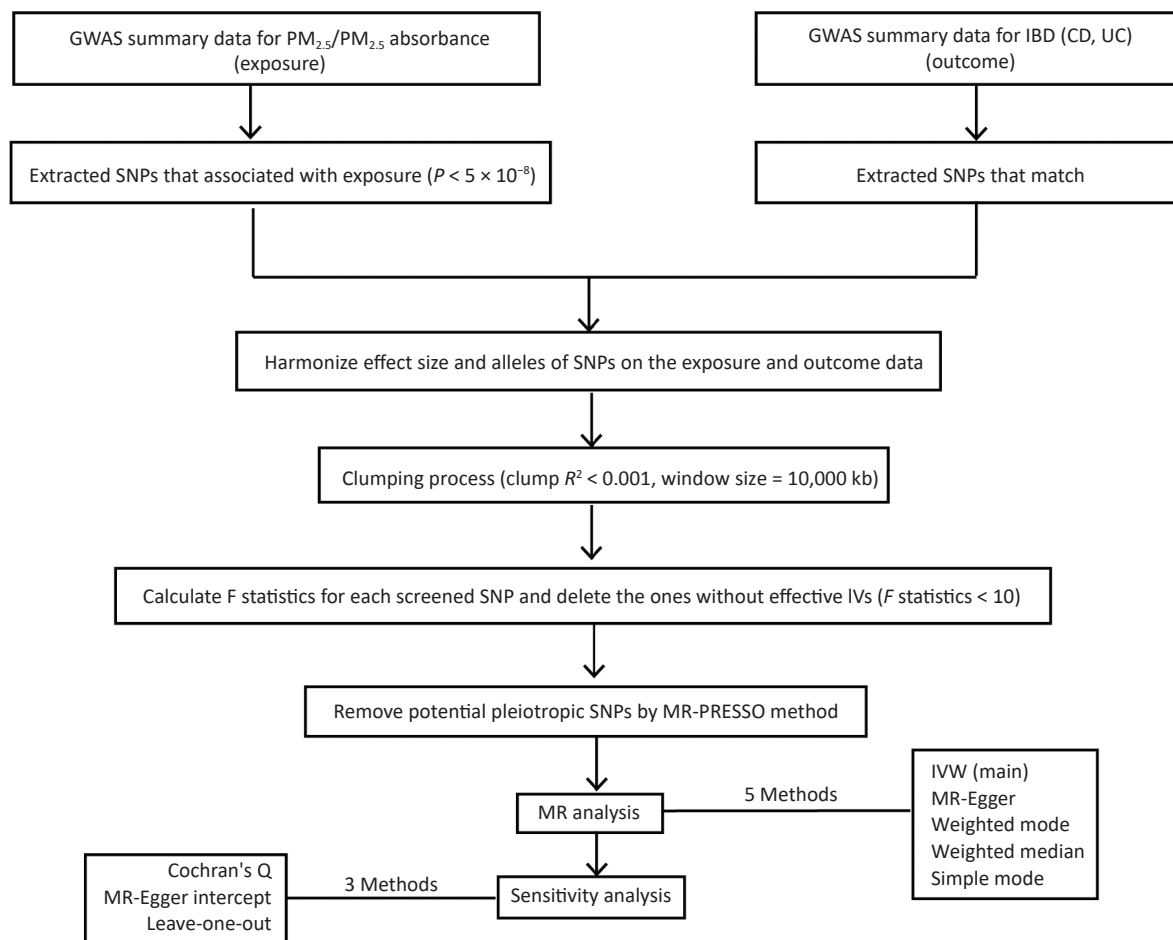 GWAS summary data for PM₂.₅/PM₂.₅ absorbance
(exposure)
GWAS summary data for IBD (CD, UC)
(outcome)
Extracted SNPs that associated with exposure (P < 5 × 10⁻⁸)
Extracted SNPs that match
Harmonize effect size and alleles of SNPs on the exposure and outcome data
Clumping process (clump R² < 0.001, window size = 10,000 kb)
Calculate F statistics for each screened SNP and delete the ones without effective IVs (F statistics < 10)
Remove potential pleiotropic SNPs by MR-PRESSO method
MR analysis
5 Methods
IVW (main)
MR-Egger
Weighted mode
Weighted median
Simple mode
Cochran's Q
MR-Egger intercept
Leave-one-out
3 Methods
Sensitivity analysis